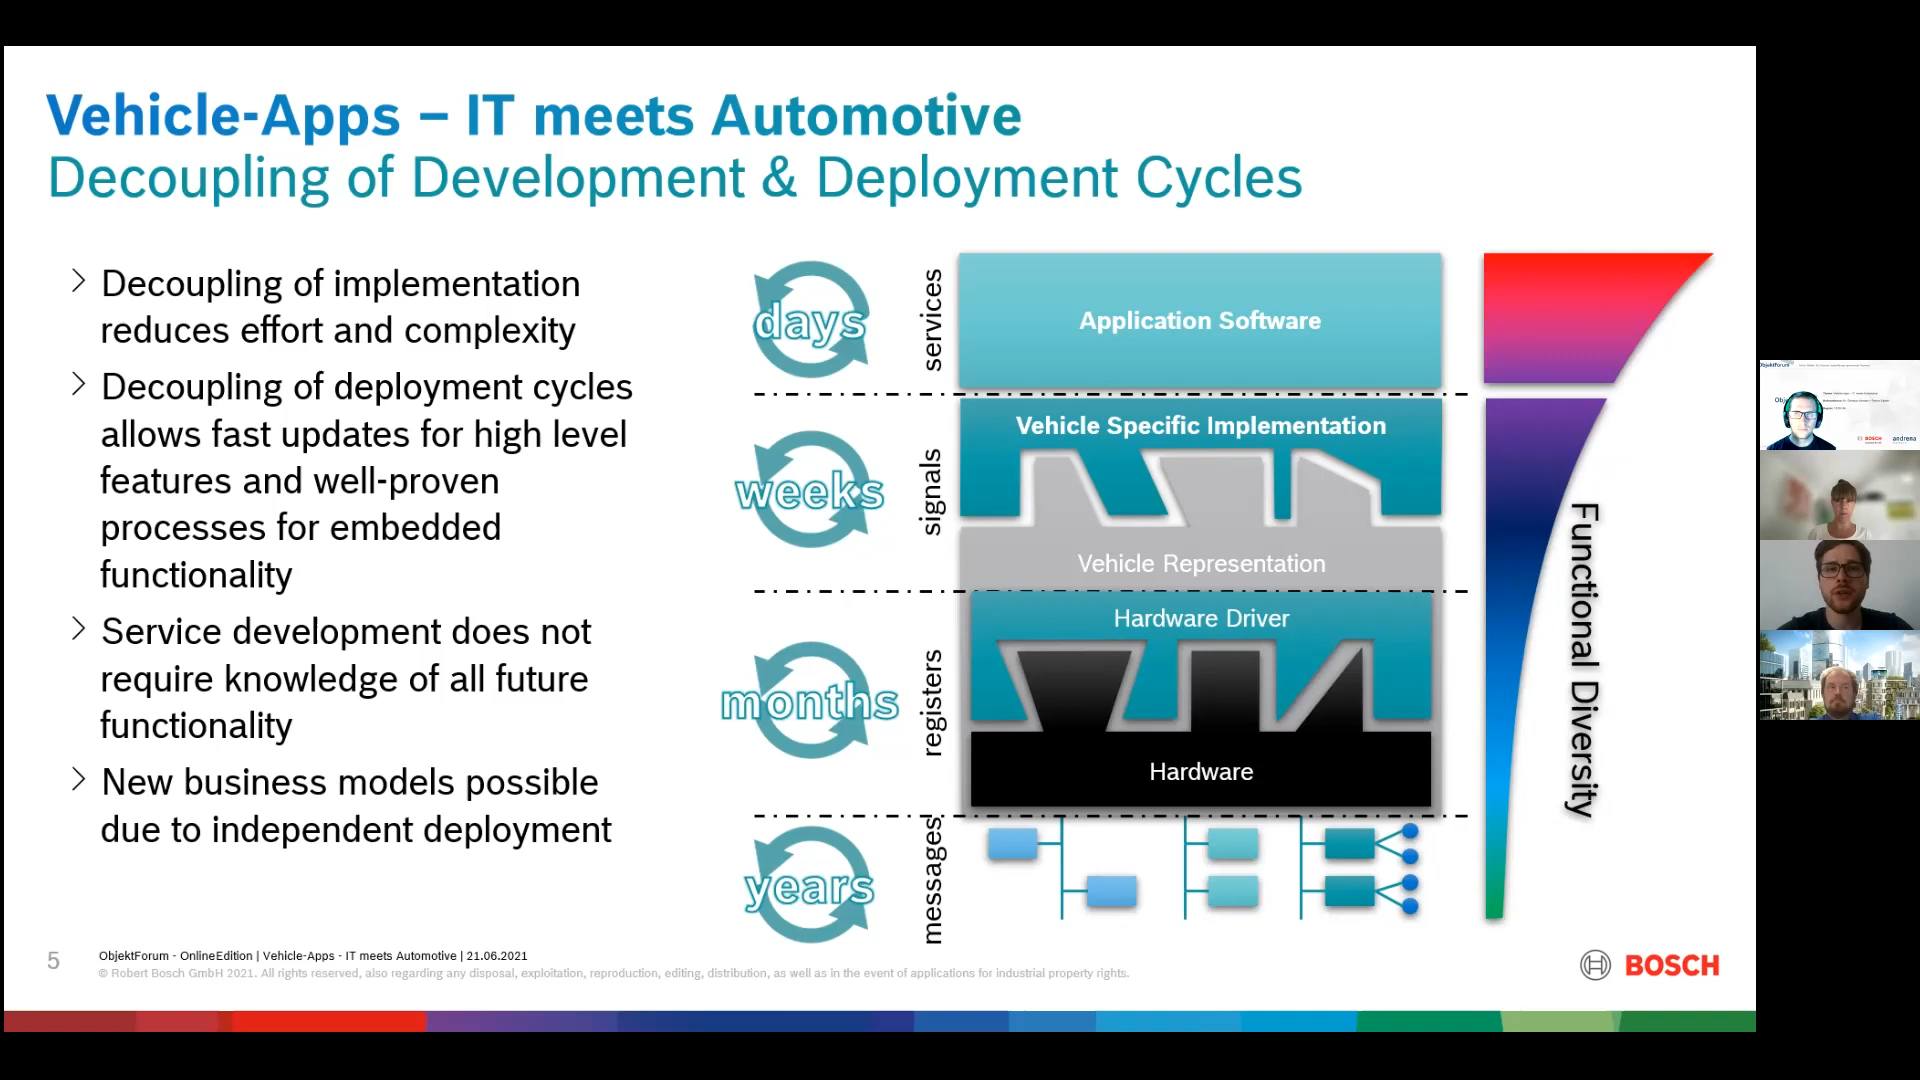 Vehicle-Apps – IT meets Automotive
Decoupling of Development & Deployment Cycles
Decoupling of implementation
reduces effort and complexity
Decoupling of deployment cycles
allows fast updates for high level
features and well-proven
processes for embedded
functionality
Service development does not
require knowledge of all future
functionality
New business models possible
due to independent deployment
days
services
Application Software
weeks
signals
Vehicle Specific Implementation
Vehicle Representation
months
registers
Hardware Driver
Hardware
years
messages
Functional Diversity
5
ObjektForum - OnlineEdition | Vehicle-Apps - IT meets Automotive | 21.06.2021
© Robert Bosch GmbH 2021. All rights reserved, also regarding any disposal, exploitation, reproduction, editing, distribution, as well as in the event of applications for industrial property rights.
BOSCH
ObjektForum
BOSCH
andrena